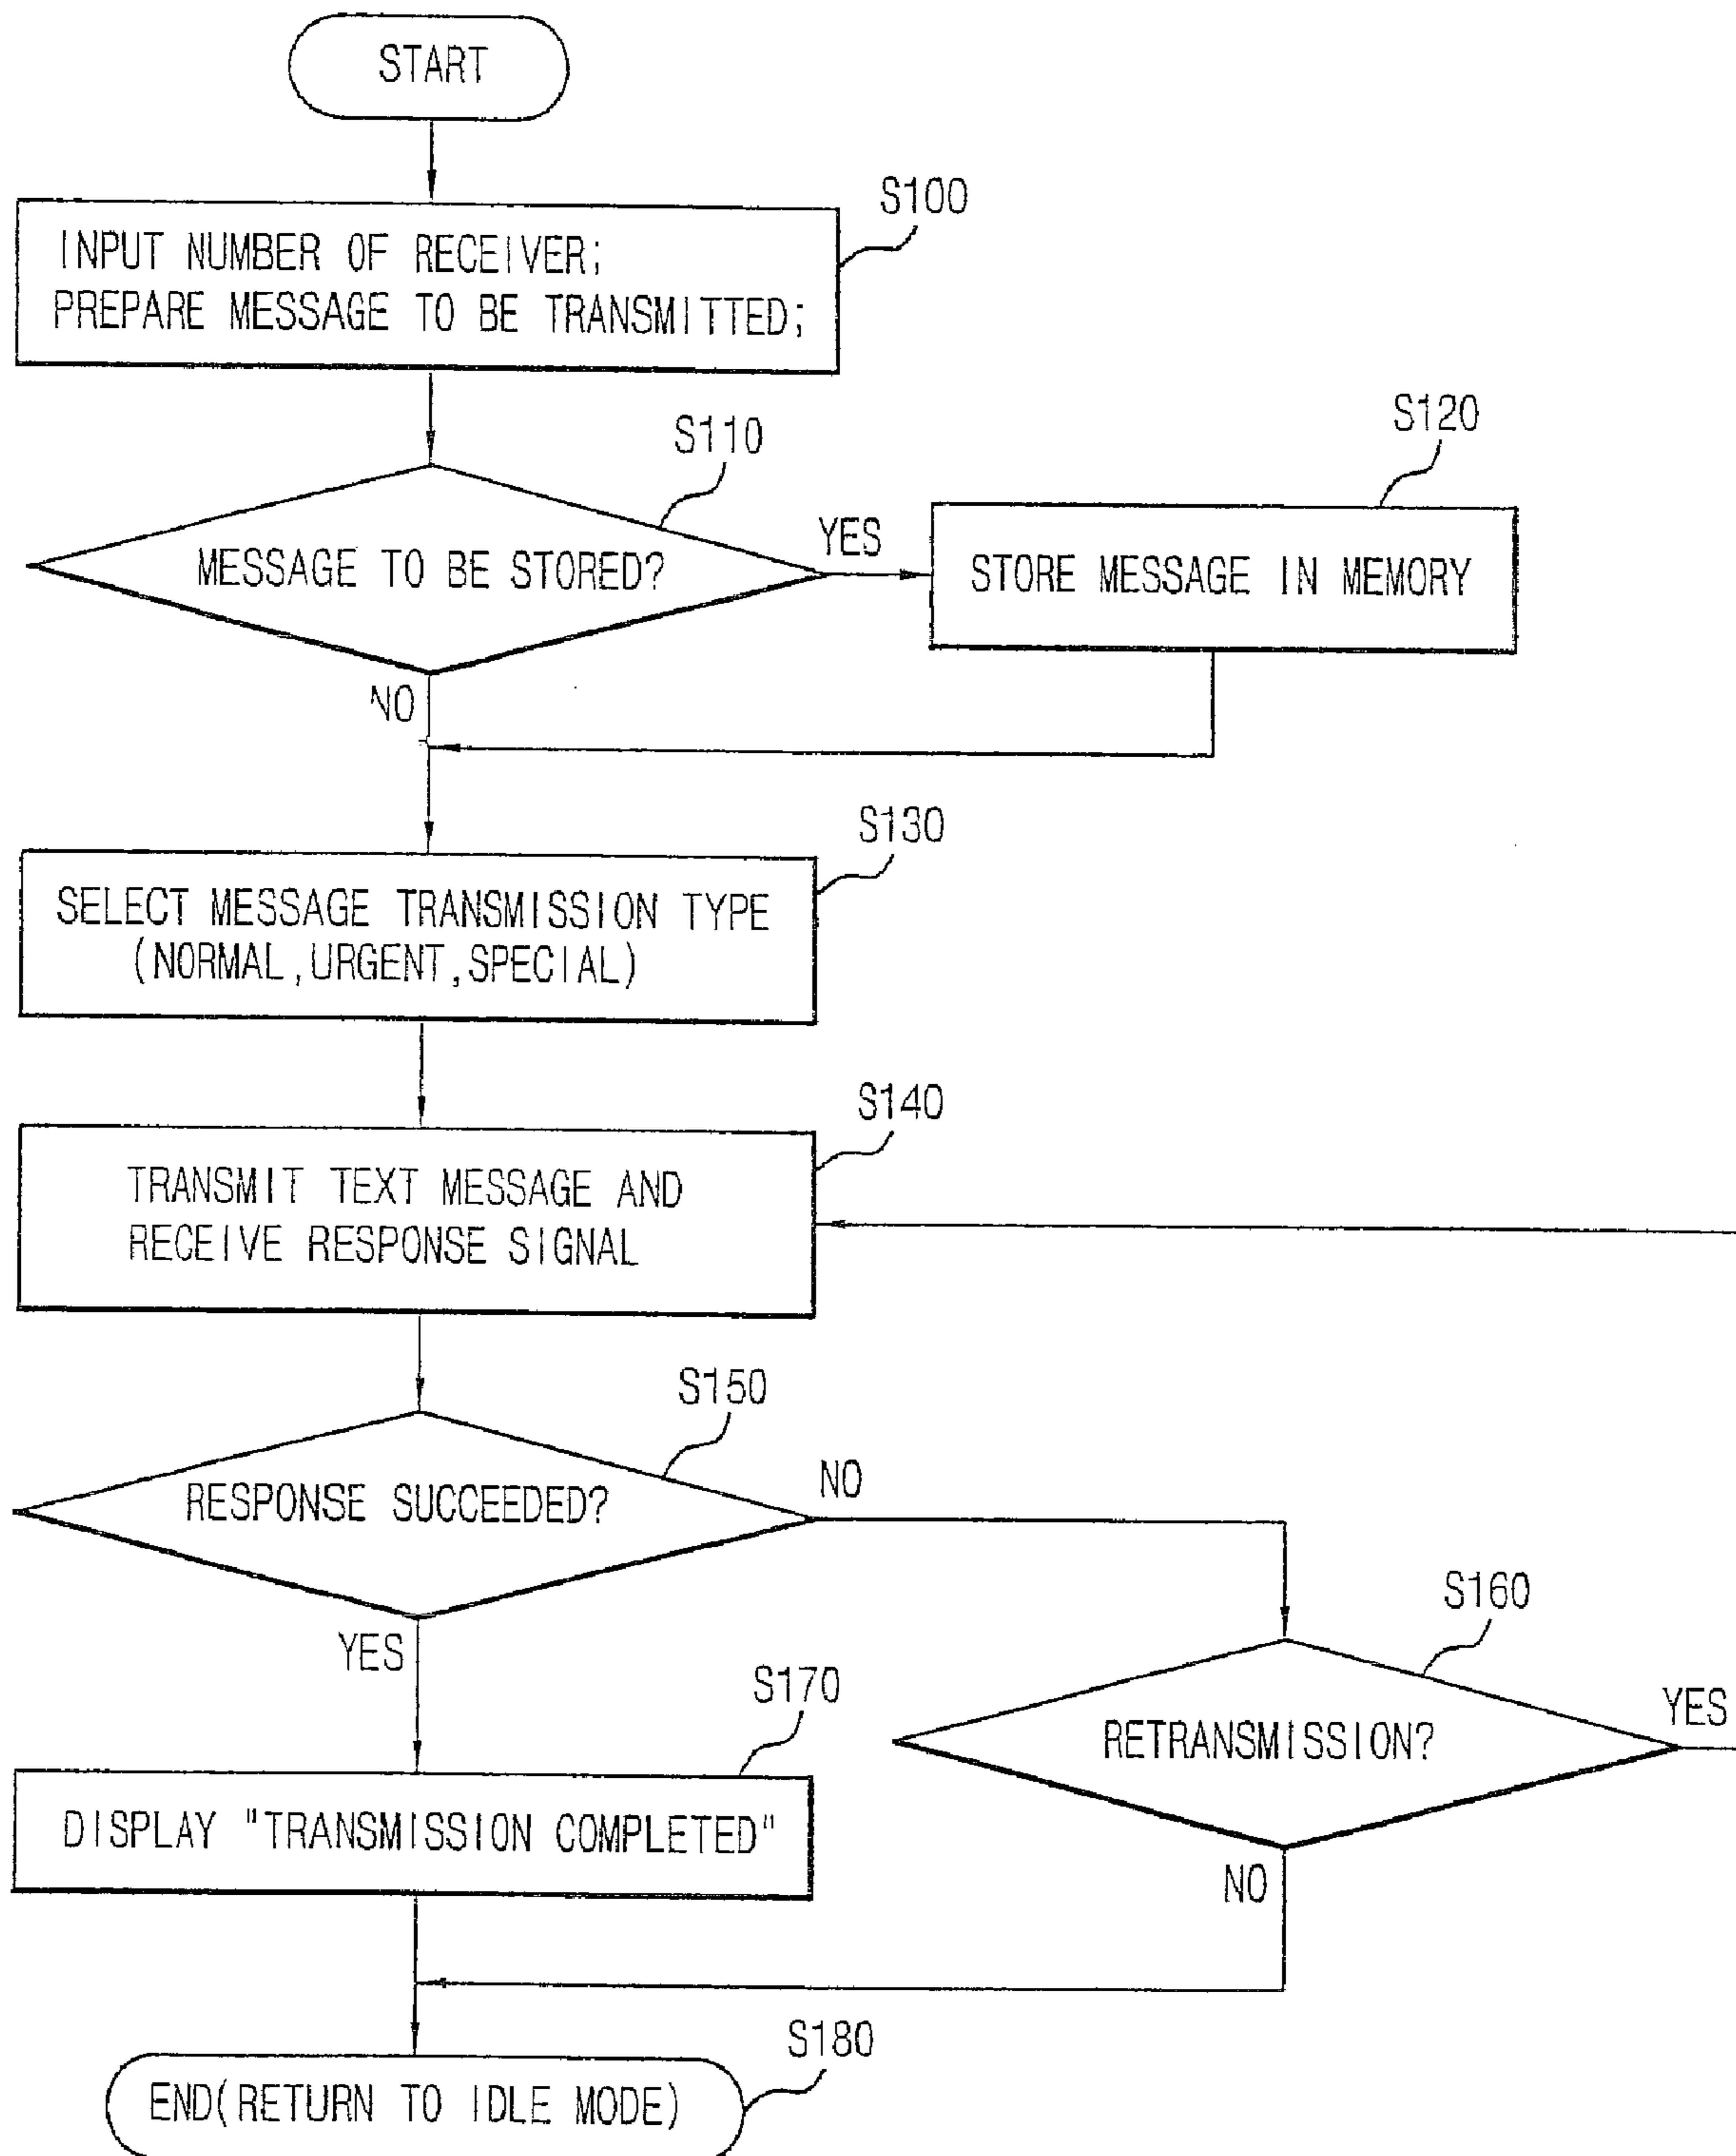 START
S100
INPUT NUMBER OF RECEIVER;
PREPARE MESSAGE TO BE TRANSMITTED;
S110
MESSAGE TO BE STORED?
YES
S120
STORE MESSAGE IN MEMORY
NO
S130
SELECT MESSAGE TRANSMISSION TYPE
(NORMAL,URGENT,SPECIAL)
S140
TRANSMIT TEXT MESSAGE AND
RECEIVE RESPONSE SIGNAL
S150
RESPONSE SUCCEEDED?
NO
YES
S160
RETRANSMISSION?
YES
NO
S170
DISPLAY "TRANSMISSION COMPLETED"
S180
END(RETURN TO IDLE MODE)